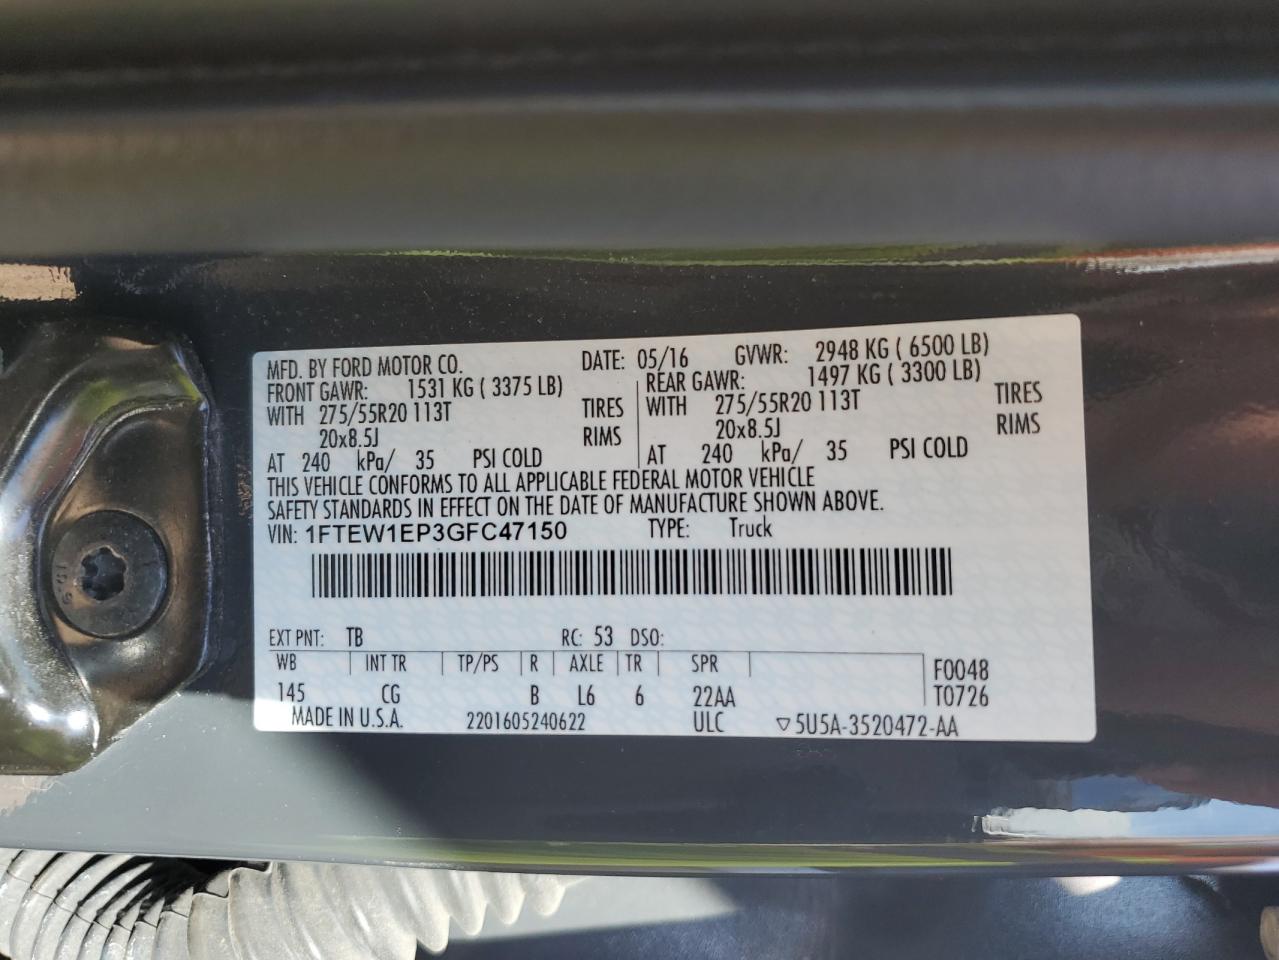 MFD. BY FORD MOTOR CO. DATE: 05/16 GVWR: 2948 KG ( 6500 LB)
FRONT GAWR: 1531 KG ( 3375 LB) REAR GAWR: 1497 KG ( 3300 LB)
WITH 275/55R20 113T TIRES WITH 275/55R20 113T TIRES
20x8.5J RIMS 20x8.5J RIMS
AT 240 kPa/ 35 PSI COLD AT 240 kPa/ 35 PSI COLD
THIS VEHICLE CONFORMS TO ALL APPLICABLE FEDERAL MOTOR VEHICLE
SAFETY STANDARDS IN EFFECT ON THE DATE OF MANUFACTURE SHOWN ABOVE.
VIN: 1FTEW1EP3GFC47150 TYPE: Truck
EXT PNT: TB RC: 53 DSO:
WB INT TR TP/PS R AXLE TR SPR F0048
145 CG B L6 6 22AA T0726
MADE IN U.S.A. 2201605240622 ULC ▽5U5A-3520472-AA